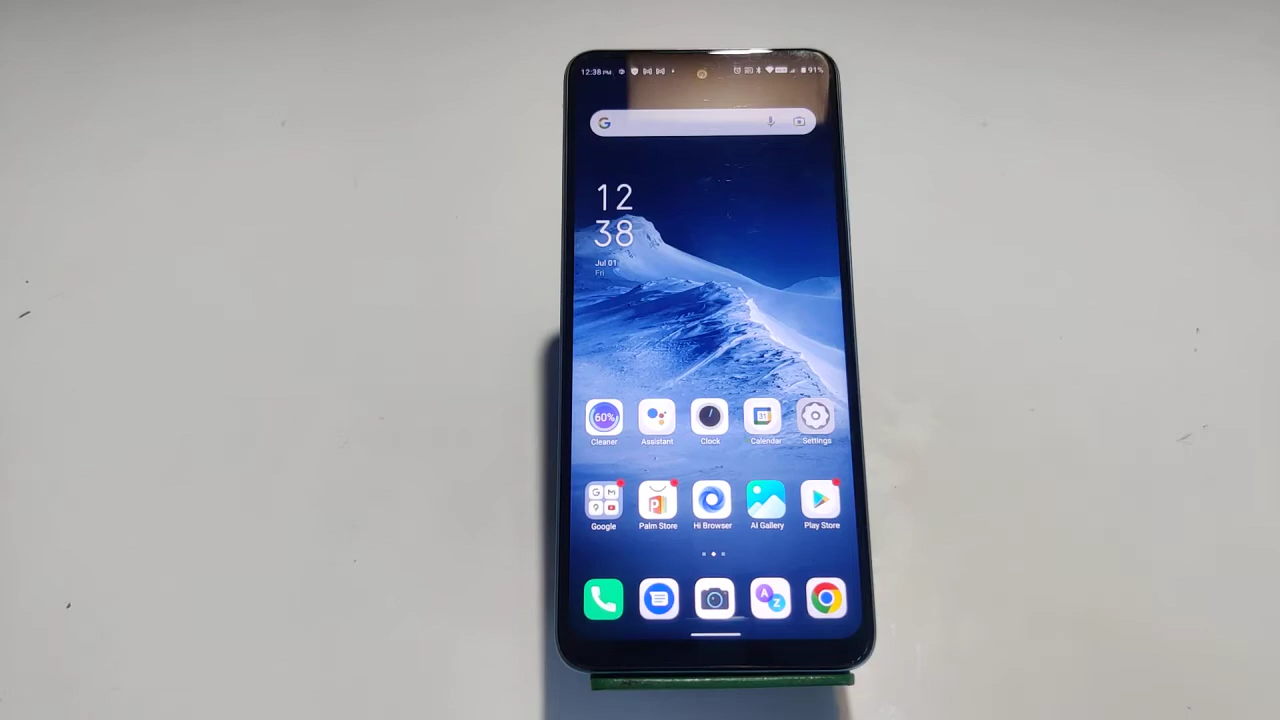 12:38 PM 91%
G
12
38
Jul 01
Fri
60% 31
Cleaner Assistant Clock Calendar Settings
G M
P
Google Palm Store Hi Browser AI Gallery Play Store
A
Z